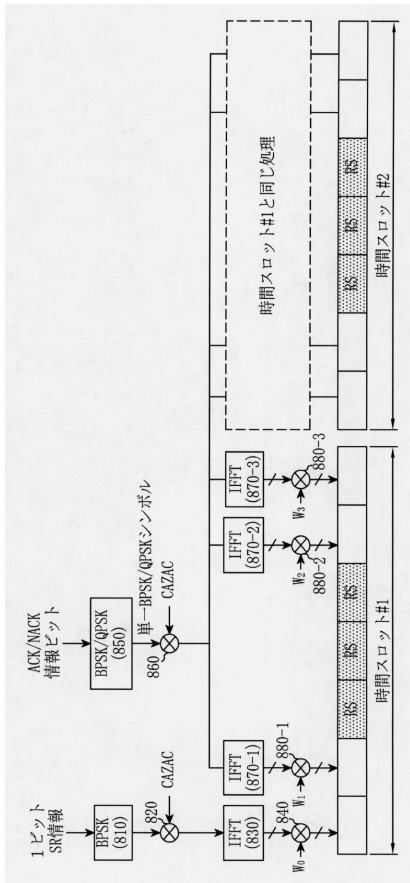 1ビット
SR情報
ACK/NACK
情報ビット
BPSK
(810)
BPSK/QPSK
(850)
単一BPSK/QPSKシンボル
820
CAZAC
860
CAZAC
IFFT
(830)
IFFT
(870-1)
IFFT
(870-2)
IFFT
(870-3)
時間スロット#1と同じ処理
840
880-1
880-2
880-3
W0
W1
W2
W3
RS
RS
RS
RS
RS
RS
時間スロット#1
時間スロット#2